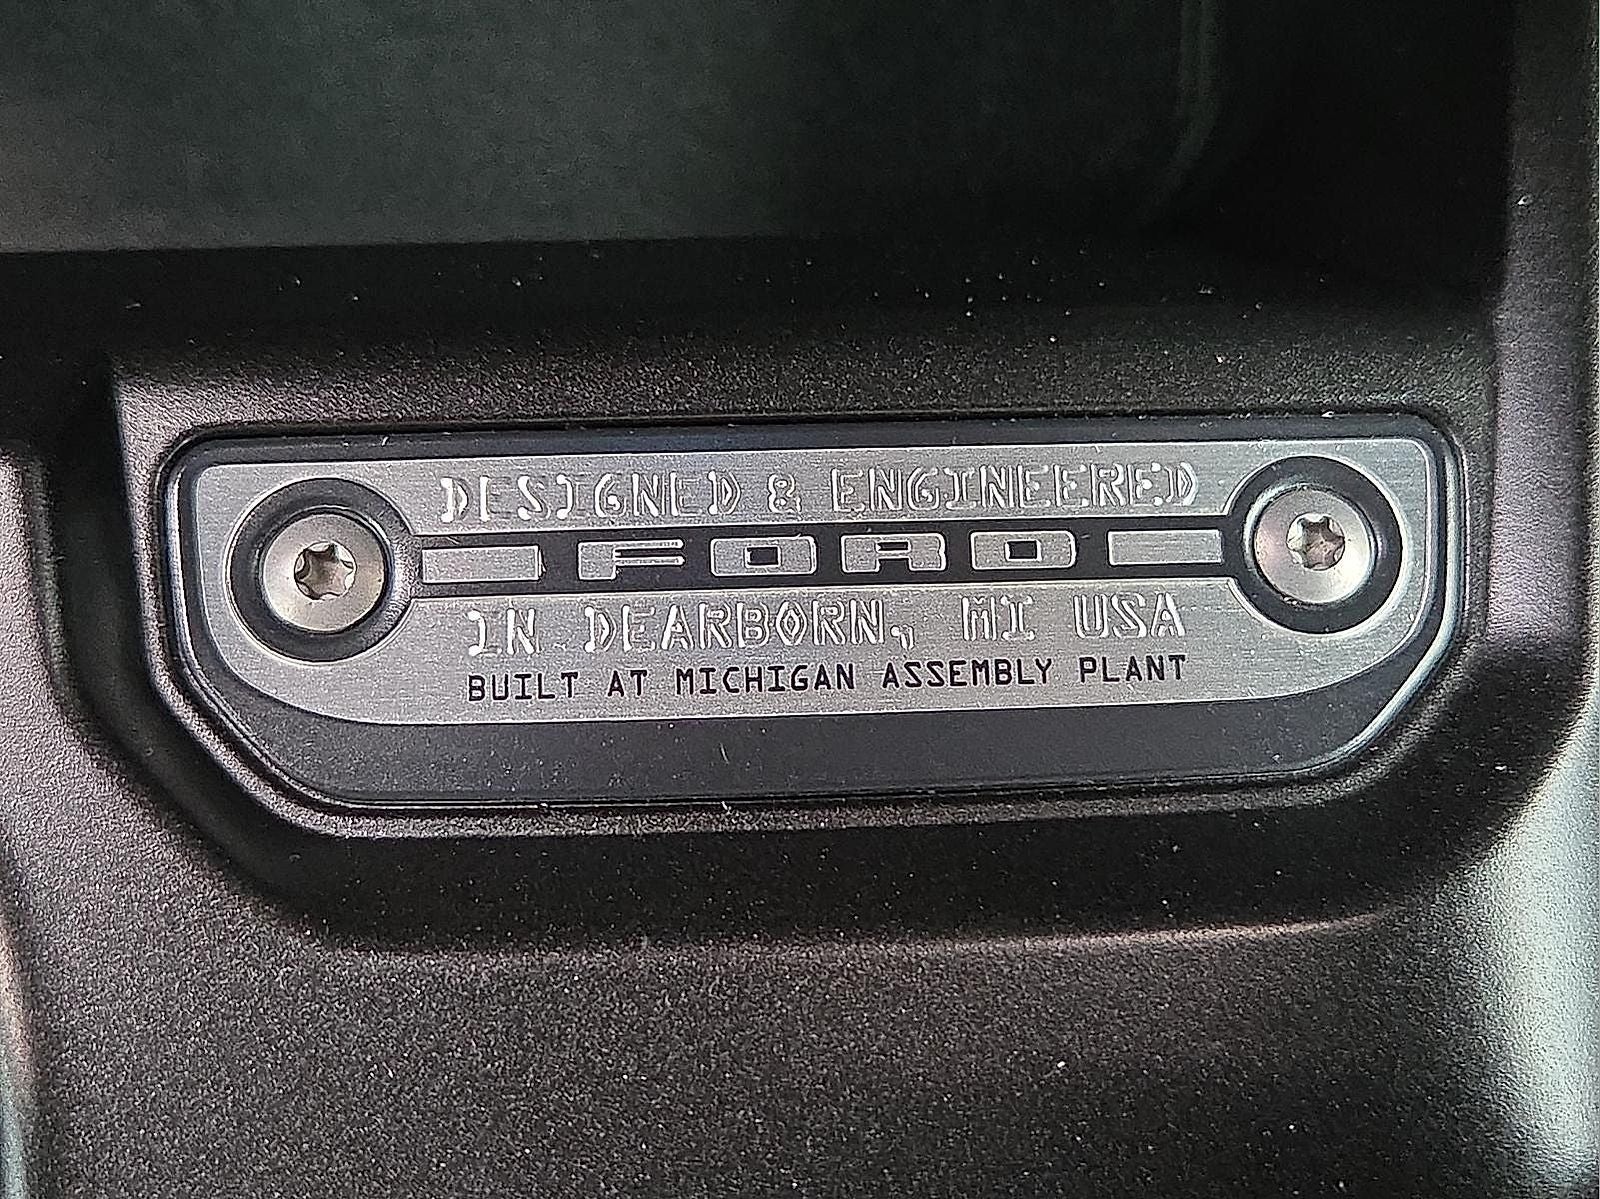 DESIGNED & ENGINEERED
FORD
IN DEARBORN, MI USA
BUILT AT MICHIGAN ASSEMBLY PLANT